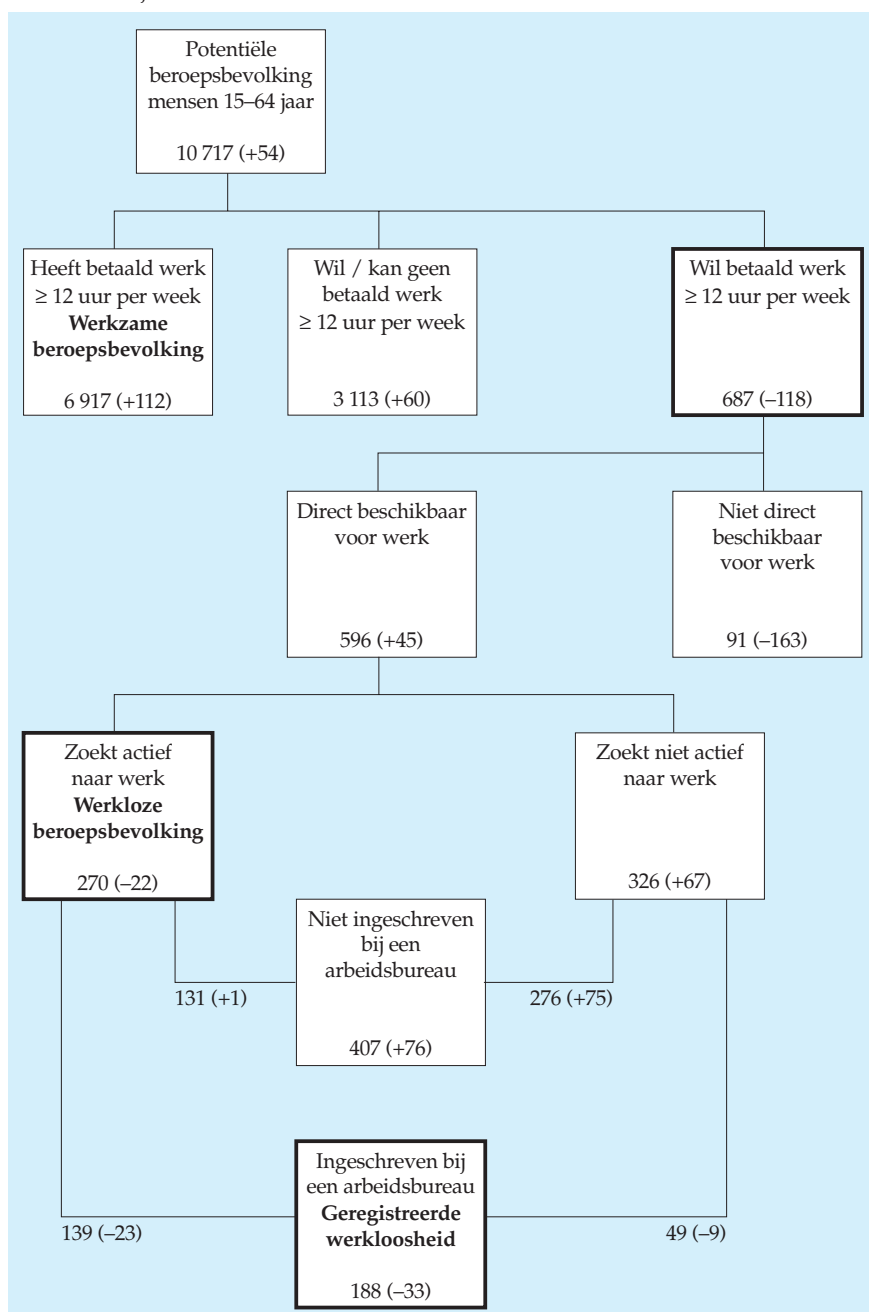 Potentiële
beroepsbevolking
mensen 15–64 jaar
10 717 (+54)
Heeft betaald werk
≥ 12 uur per week
Werkzame
beroepsbevolking
6 917 (+112)
Wil / kan geen
betaald werk
≥ 12 uur per week
3 113 (+60)
Wil betaald werk
≥ 12 uur per week
687 (–118)
Direct beschikbaar
voor werk
596 (+45)
Niet direct
beschikbaar
voor werk
91 (–163)
Zoekt actief
naar werk
Werkloze
beroepsbevolking
270 (–22)
Zoekt niet actief
naar werk
326 (+67)
Niet ingeschreven
bij een
arbeidsbureau
407 (+76)
131 (+1)
276 (+75)
Ingeschreven bij
een arbeidsbureau
Geregistreerde
werkloosheid
188 (–33)
139 (–23)
49 (–9)